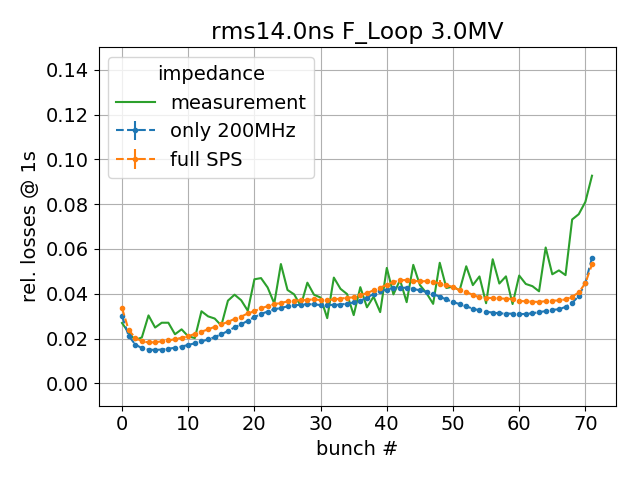 rms14.0ns F_Loop 3.0MV
impedance
measurement
only 200MHz
full SPS
rel. losses @ 1s
0.14
0.12
0.10
0.08
0.06
0.04
0.02
0.00
0 10 20 30 40 50 60 70
bunch #